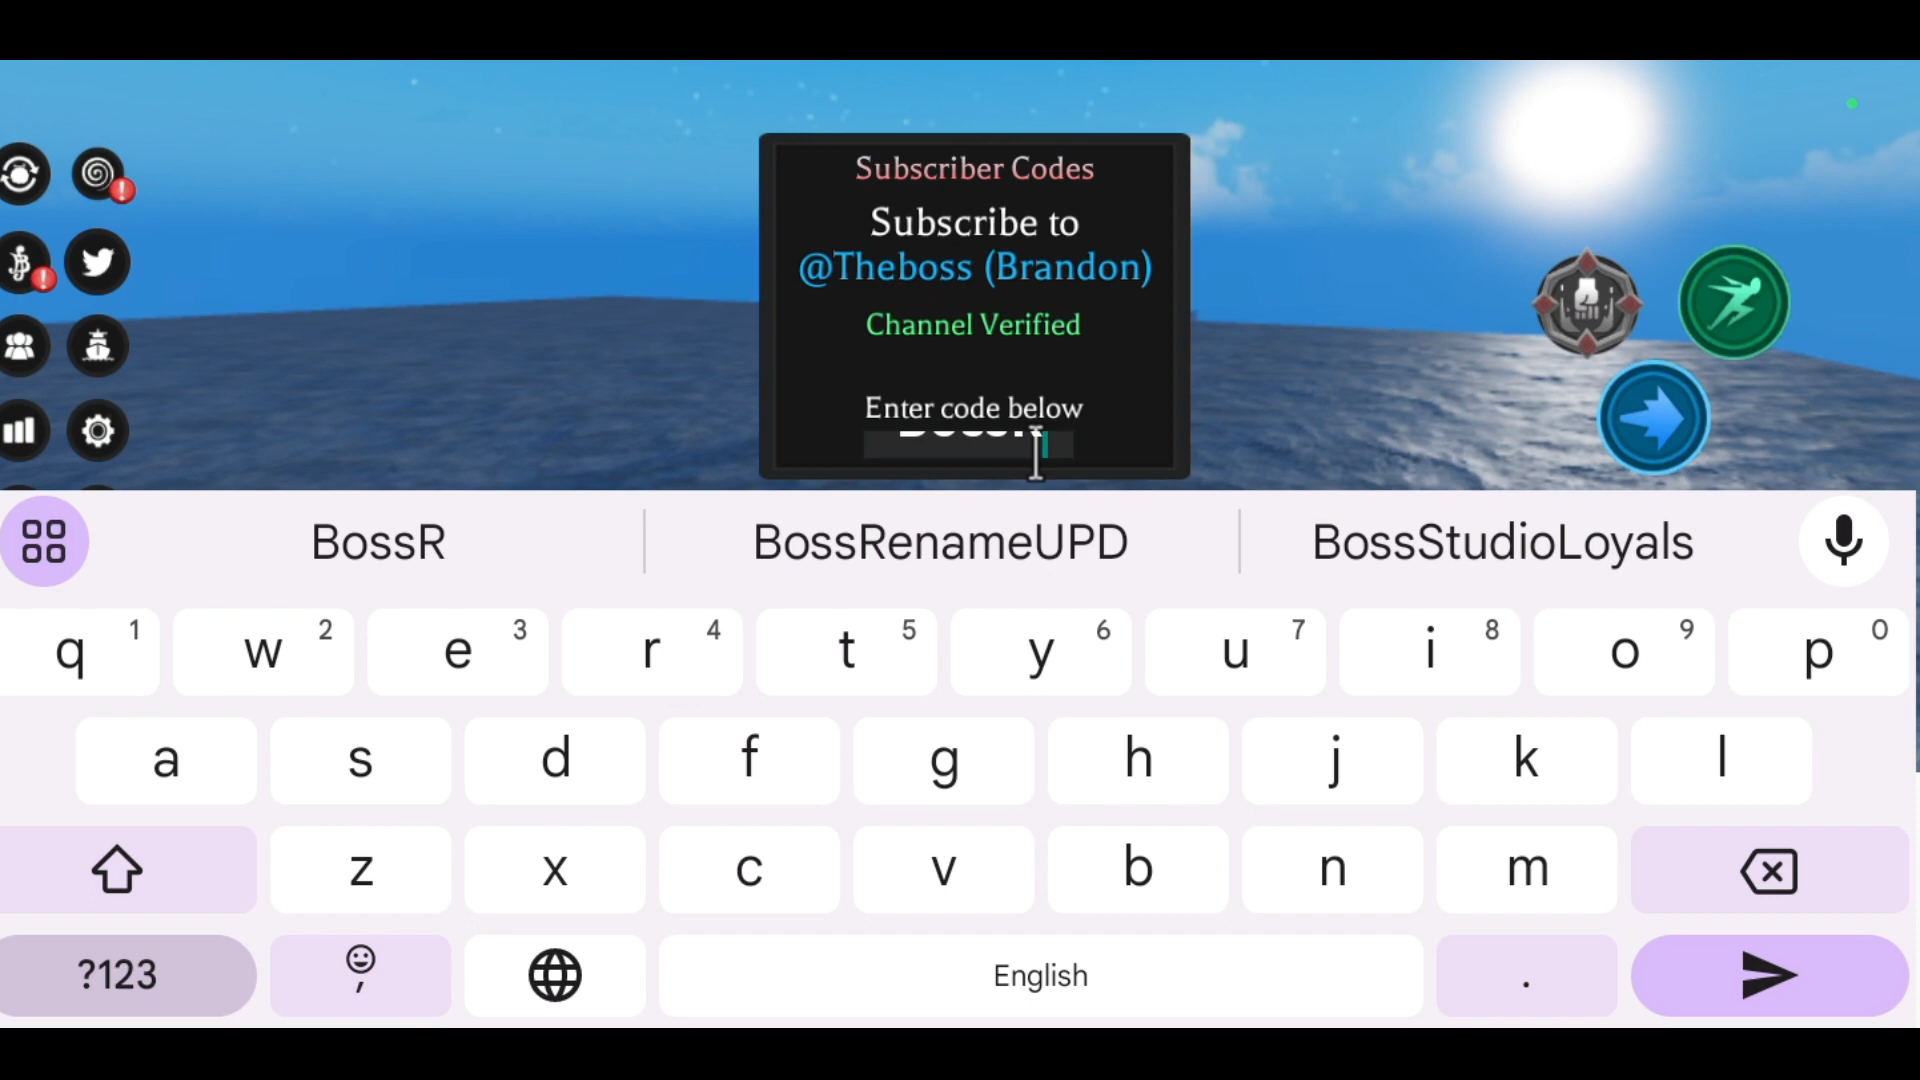 Subscriber Codes
Subscribe to
@Theboss (Brandon)
Channel Verified
Enter code below
BossR
BossR BossRenameUPD BossStudioLoyals
q 1 w 2 e 3 r 4 t 5 y 6 u 7 i 8 o 9 p 0
a s d f g h j k l
z x c v b n m
?123 , English .